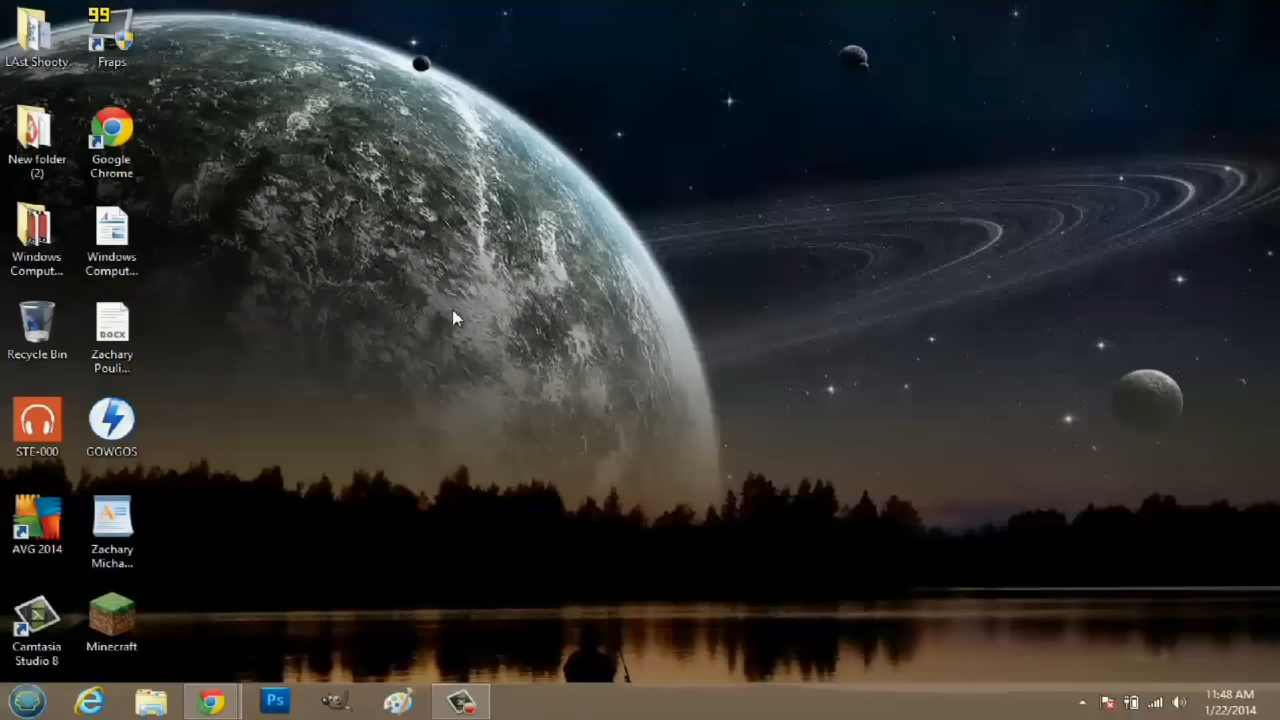 99
LAst Shooty
Fraps
New folder
(2)
Google
Chrome
Windows
Comput...
Windows
Comput...
Recycle Bin
DOCX
Zachary
Pouli...
STE-000
GOWGOS
AVG 2014
Zachary
Micha...
Camtasia
Studio 8
Minecraft
Ps
11:48 AM
1/22/2014